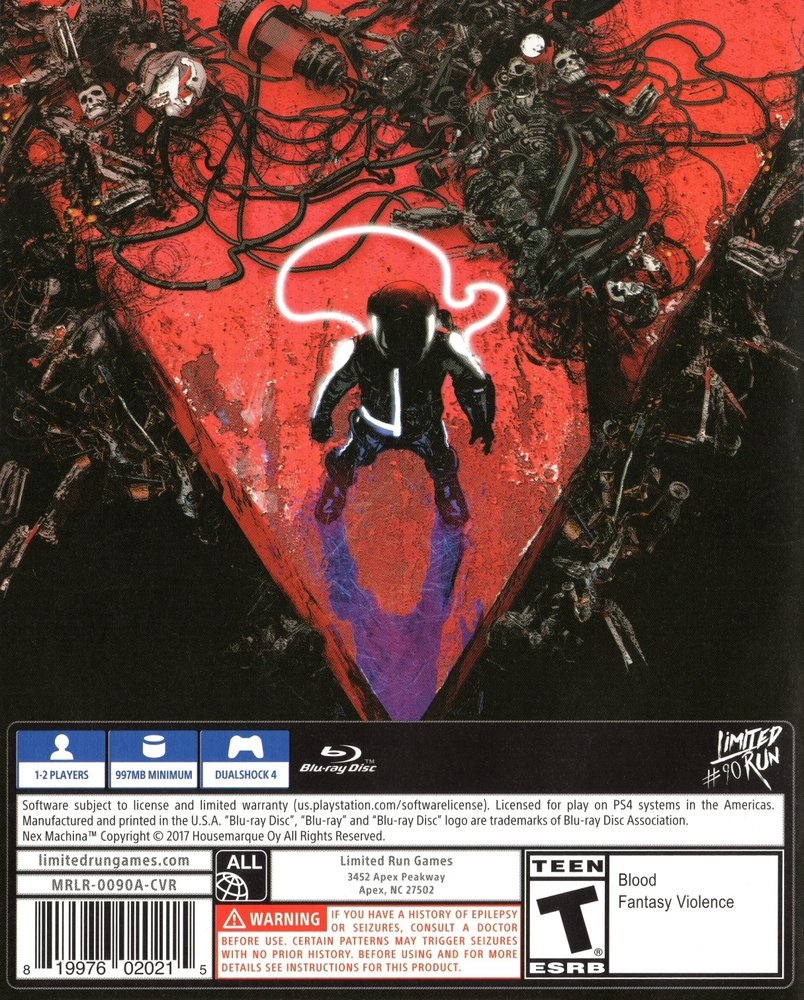 1-2 PLAYERS
997MB MINIMUM
DUALSHOCK 4
Blu-ray Disc™
LIMITED
RUN
#90
Software subject to license and limited warranty (us.playstation.com/softwarelicense). Licensed for play on PS4 systems in the Americas.
Manufactured and printed in the U.S.A. “Blu-ray Disc”, “Blu-ray” and “Blu-ray Disc” logo are trademarks of Blu-ray Disc Association.
Nex Machina™ Copyright © 2017 Housemarque Oy All Rights Reserved.
limitedrungames.com
MRLR-0090A-CVR
8 19976 02021 5
ALL
Limited Run Games
3452 Apex Peakway
Apex, NC 27502
WARNING IF YOU HAVE A HISTORY OF EPILEPSY
OR SEIZURES, CONSULT A DOCTOR
BEFORE USE. CERTAIN PATTERNS MAY TRIGGER SEIZURES
WITH NO PRIOR HISTORY. BEFORE USING AND FOR MORE
DETAILS SEE INSTRUCTIONS FOR THIS PRODUCT.
TEEN
T®
ESRB
Blood
Fantasy Violence